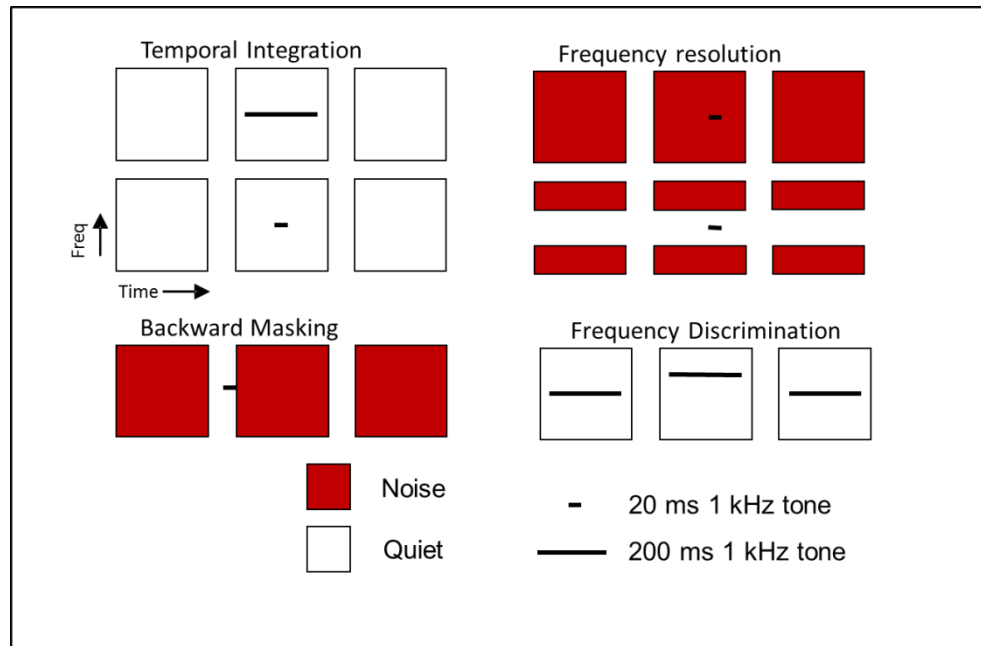 Temporal Integration
Frequency resolution
Freq
Time
Backward Masking
Frequency Discrimination
Noise
Quiet
20 ms 1 kHz tone
200 ms 1 kHz tone